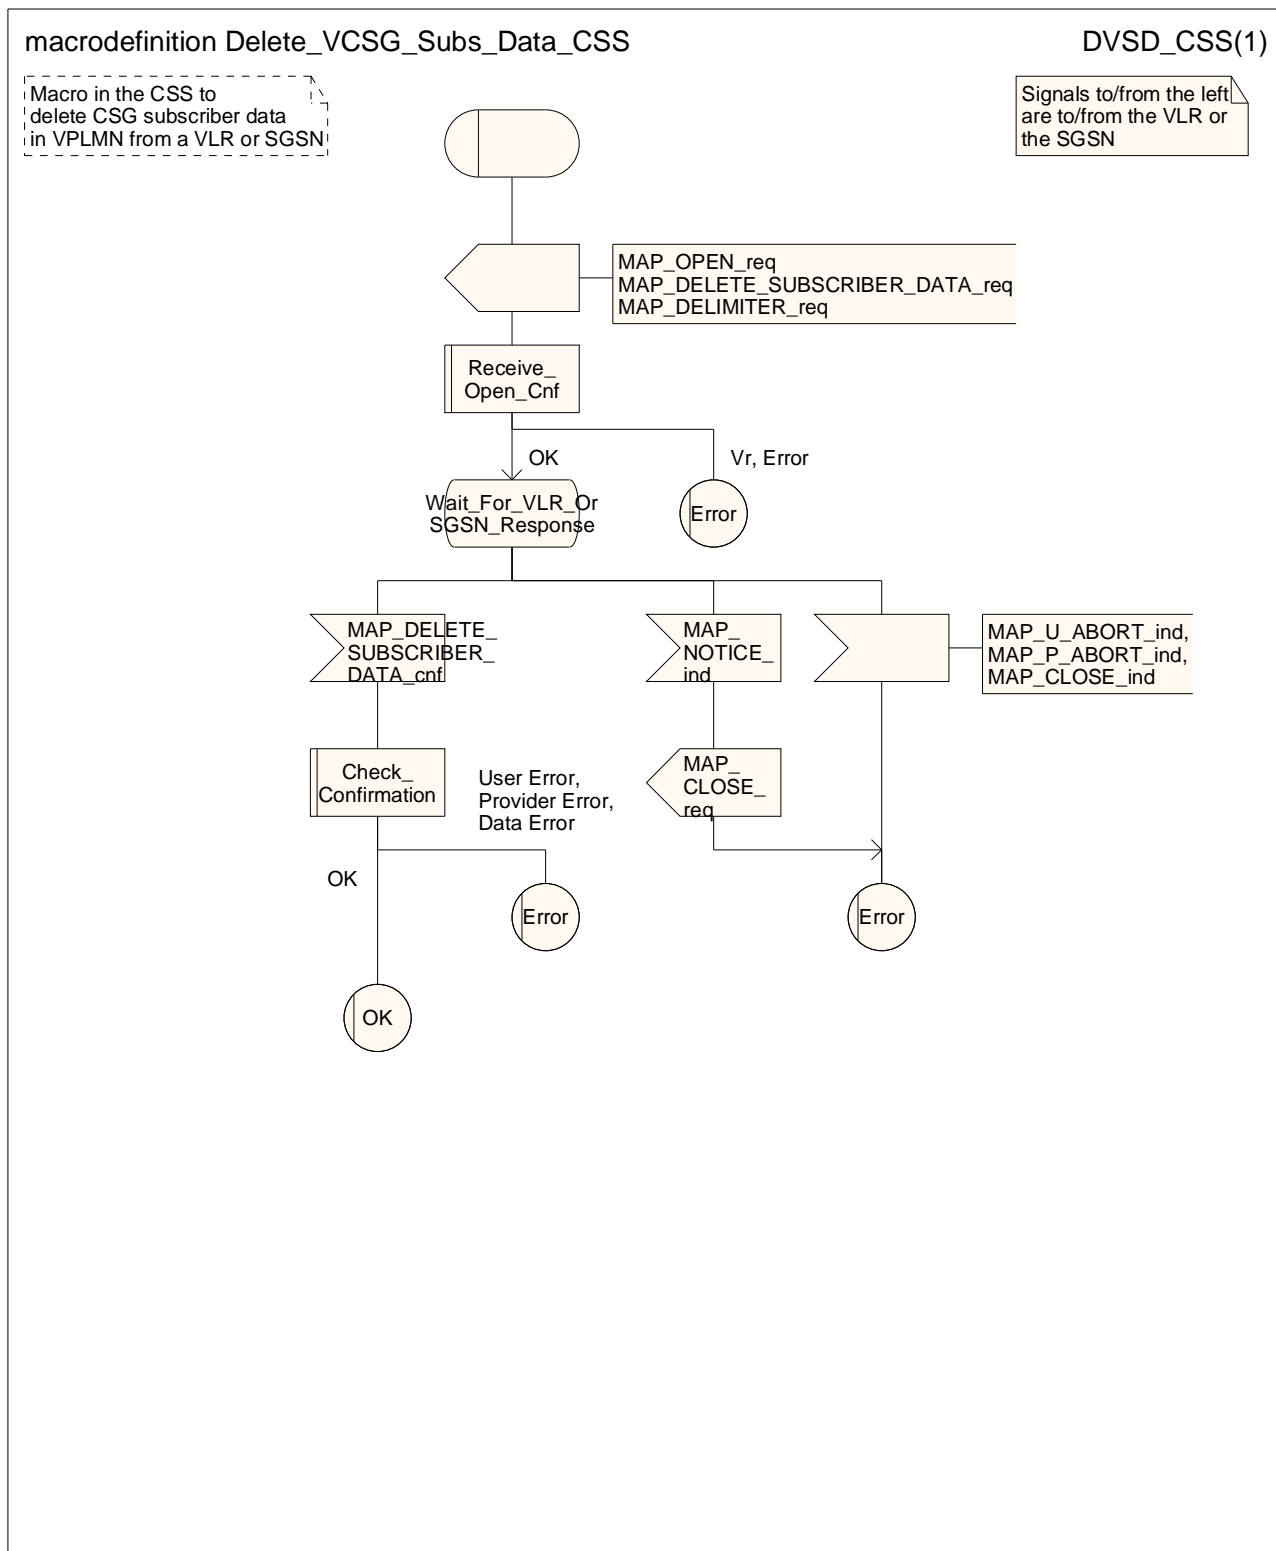 macrodefinition Delete_VCSG_Subs_Data_CSS
DVSD_CSS(1)
Macro in the CSS to
delete CSG subscriber data
in VPLMN from a VLR or SGSN
Signals to/from the left
are to/from the VLR or
the SGSN
MAP_OPEN_req
MAP_DELETE_SUBSCRIBER_DATA_req
MAP_DELIMITER_req
Receive_
Open_Cnf
OK
Vr, Error
Wait_For_VLR_Or
SGSN_Response
Error
MAP_DELETE_
SUBSCRIBER_
DATA_cnf
MAP_
NOTICE_
ind
MAP_U_ABORT_ind,
MAP_P_ABORT_ind,
MAP_CLOSE_ind
Check_
Confirmation
User Error,
Provider Error,
Data Error
MAP_
CLOSE_
req
OK
Error
Error
OK